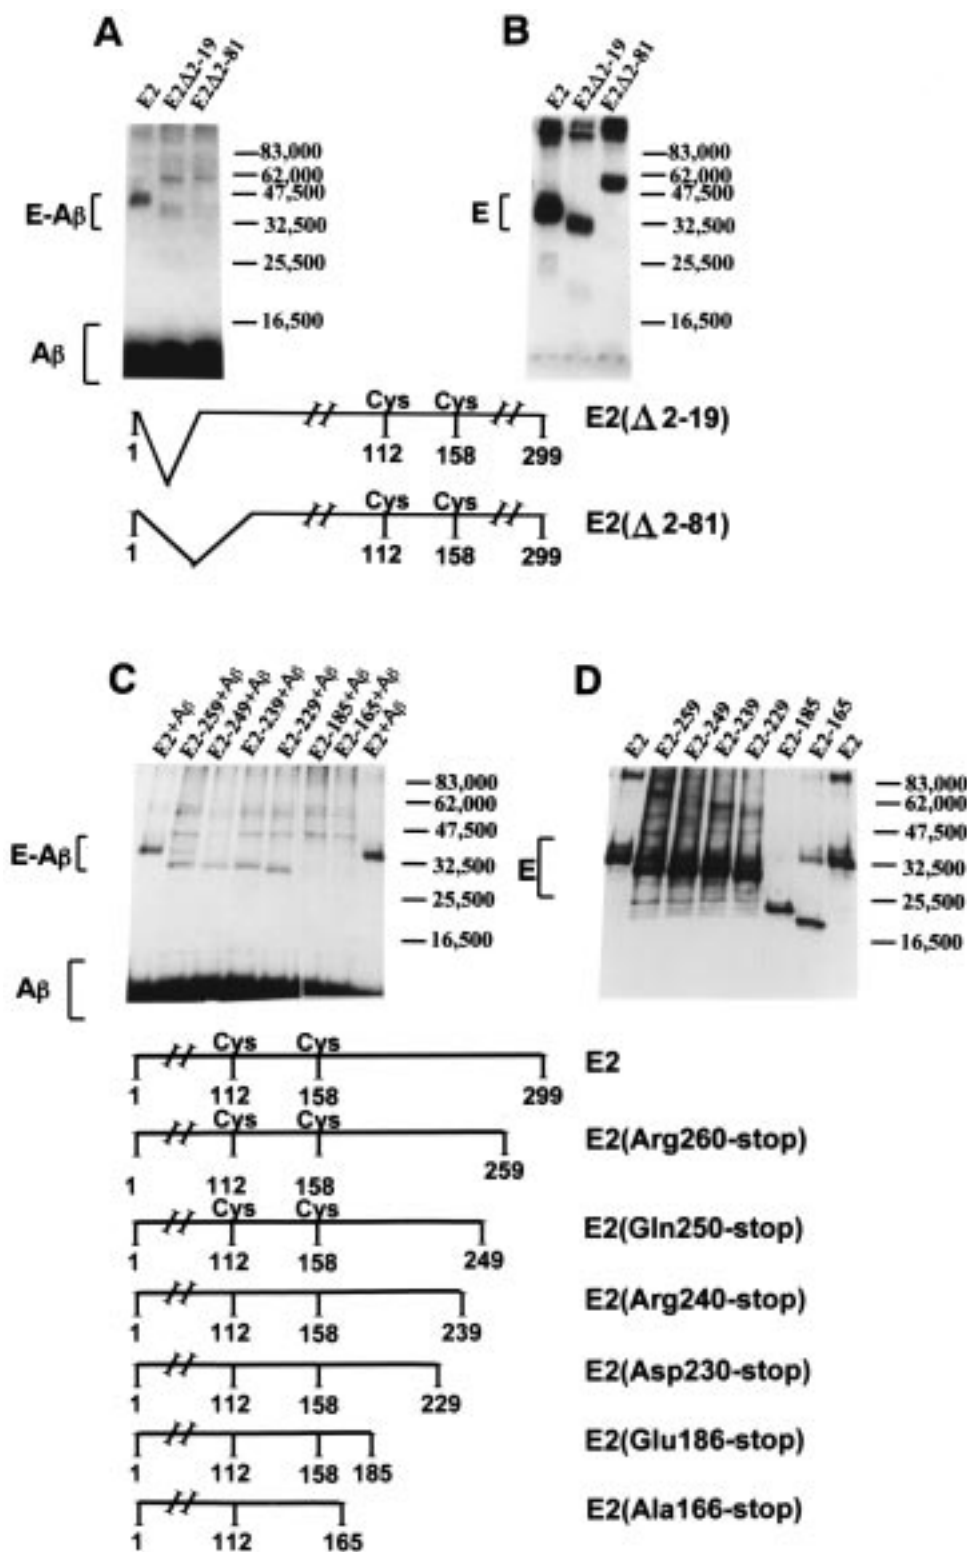 A
B
E2
E2Δ2-19
E2Δ2-81
E2
E2Δ2-19
E2Δ2-81
83,000
62,000
47,500
32,500
25,500
16,500
E-Aβ
Aβ
83,000
62,000
47,500
32,500
25,500
16,500
E
Cys Cys
1 112 158 299
E2(Δ 2-19)
Cys Cys
1 112 158 299
E2(Δ 2-81)
C
D
E2+Aβ
E2-259+Aβ
E2-249+Aβ
E2-239+Aβ
E2-229+Aβ
E2-185+Aβ
E2-165+Aβ
E2+Aβ
E2
E2-259
E2-249
E2-239
E2-229
E2-185
E2-165
E2
83,000
62,000
47,500
32,500
25,500
16,500
E-Aβ
Aβ
83,000
62,000
47,500
32,500
25,500
16,500
E
Cys Cys
1 112 158 299
E2
Cys Cys
1 112 158 259
E2(Arg260-stop)
Cys Cys
1 112 158 249
E2(Gln250-stop)
1 112 158 239
E2(Arg240-stop)
1 112 158 229
E2(Asp230-stop)
1 112 158 185
E2(Glu186-stop)
1 112 165
E2(Ala166-stop)